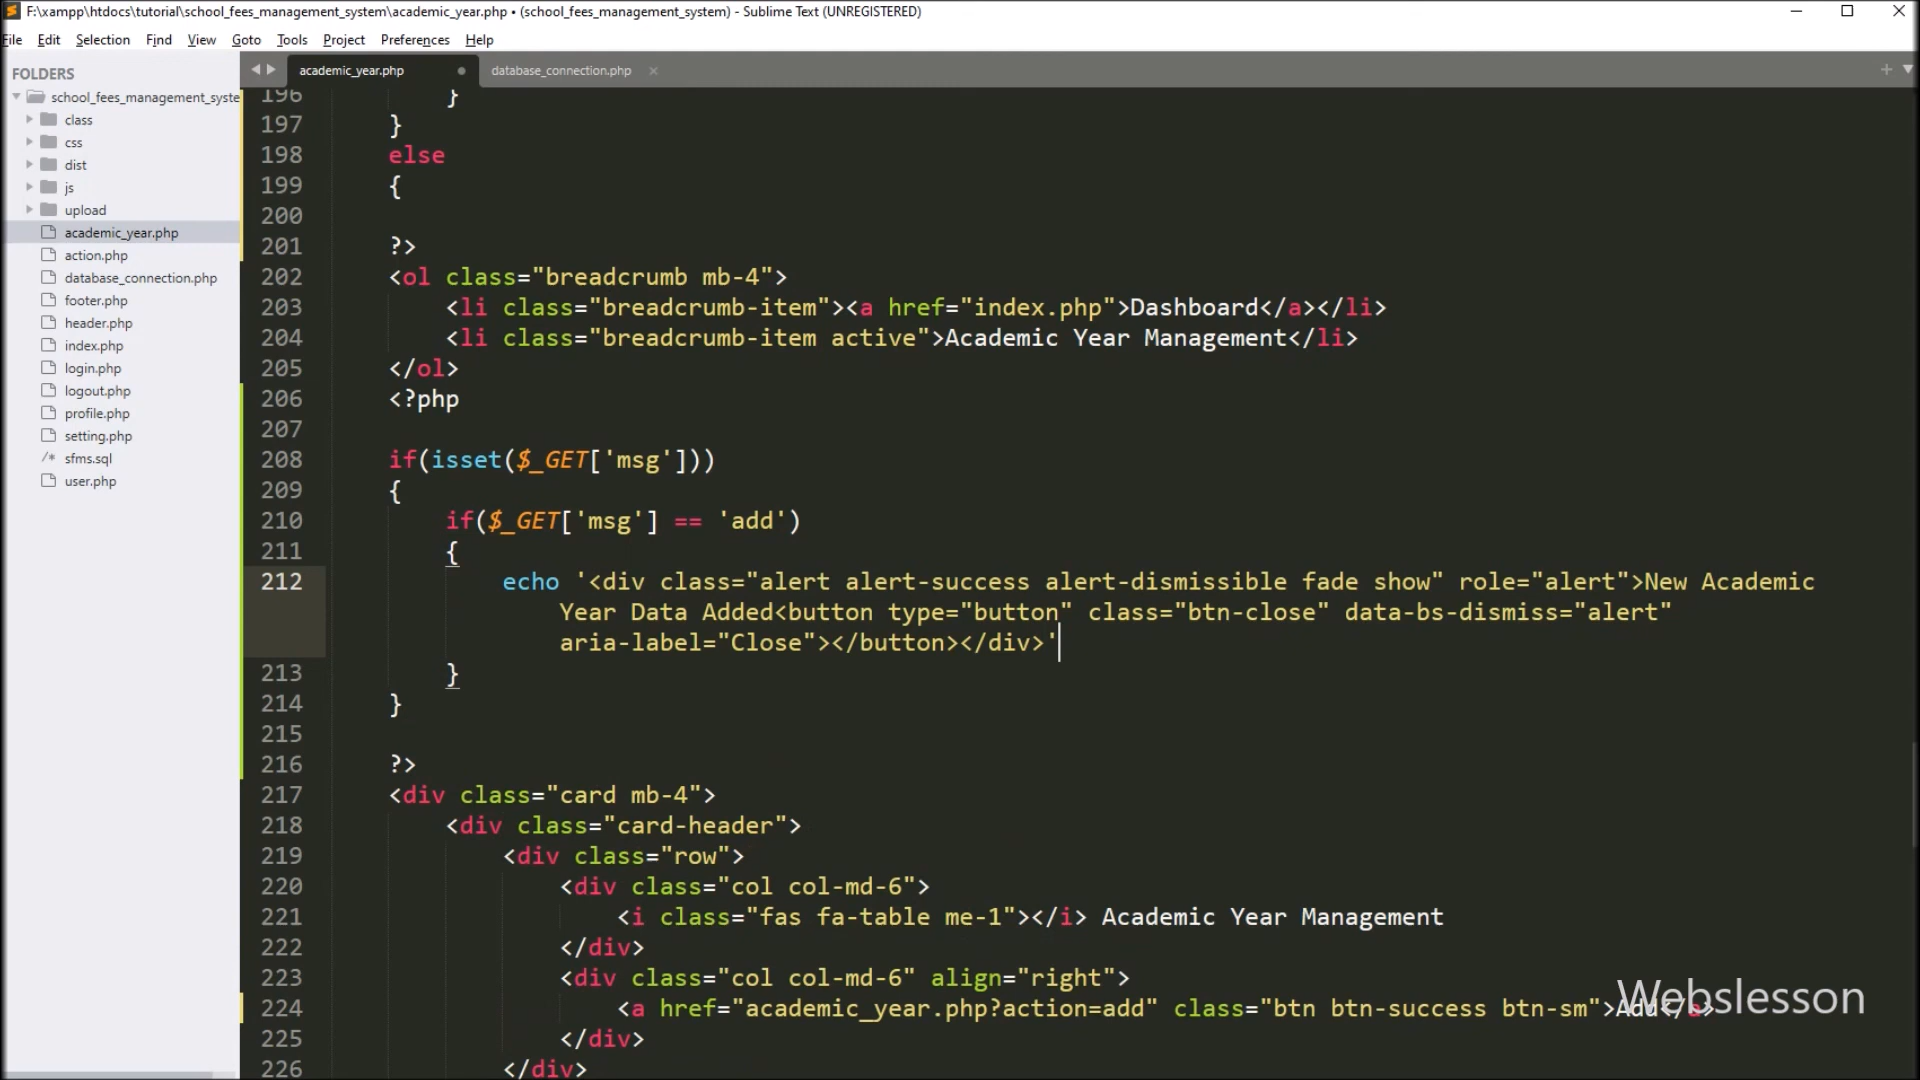 F:\xampp\htdocs\tutorial\school_fees_management_system\academic_year.php • (school_fees_management_system) - Sublime Text (UNREGISTERED)
File Edit Selection Find View Goto Tools Project Preferences Help
FOLDERS
school_fees_management_syste
class
css
dist
js
upload
academic_year.php
action.php
database_connection.php
footer.php
header.php
index.php
login.php
logout.php
profile.php
setting.php
/* sfms.sql
user.php
academic_year.php database_connection.php
196 }
197 }
198 else
199 {
200
201 ?>
202 <ol class="breadcrumb mb-4">
203 <li class="breadcrumb-item"><a href="index.php">Dashboard</a></li>
204 <li class="breadcrumb-item active">Academic Year Management</li>
205 </ol>
206 <?php
207
208 if(isset($_GET['msg']))
209 {
210 if($_GET['msg'] == 'add')
211 {
212 echo '<div class="alert alert-success alert-dismissible fade show" role="alert">New Academic
Year Data Added<button type="button" class="btn-close" data-bs-dismiss="alert"
aria-label="Close"></button></div>'
213 }
214 }
215
216 ?>
217 <div class="card mb-4">
218 <div class="card-header">
219 <div class="row">
220 <div class="col col-md-6">
221 <i class="fas fa-table me-1"></i> Academic Year Management
222 </div>
223 <div class="col col-md-6" align="right">
224 <a href="academic_year.php?action=add" class="btn btn-success btn-sm">Add</a>
225 </div>
226 </div>
Webslesson